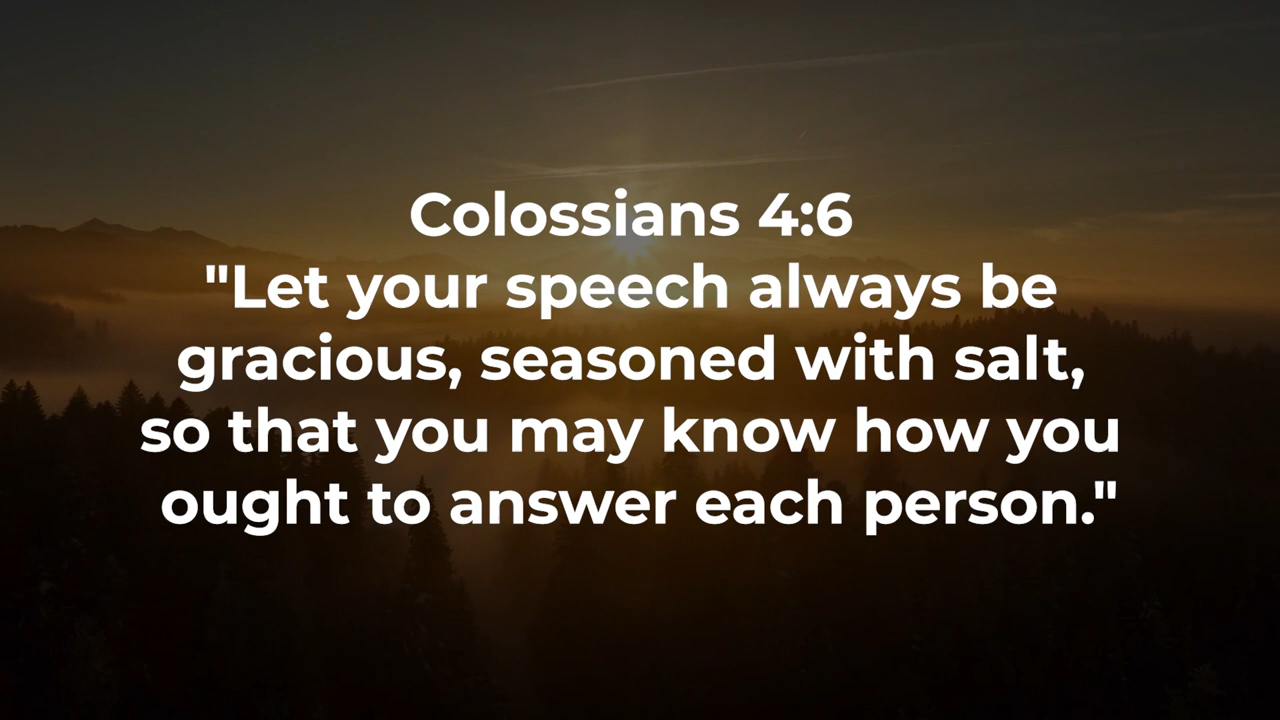 Colossians 4:6
"Let your speech always be
gracious, seasoned with salt,
so that you may know how you
ought to answer each person."